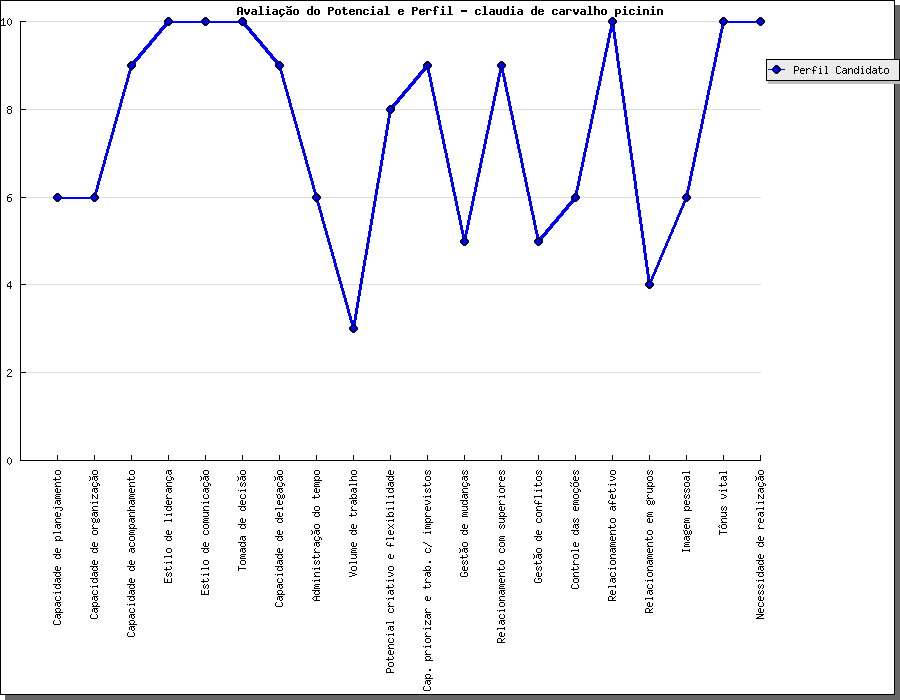 Avaliação do Potencial e Perfil - claudia de carvalho picinin
10
8
6
4
2
0
Perfil Candidato
Capacidade de planejamento
Capacidade de organização
Capacidade de acompanhamento
Estilo de liderança
Estilo de comunicação
Tomada de decisão
Capacidade de delegação
Administração do tempo
Volume de trabalho
Potencial criativo e flexibilidade
Cap. priorizar e trab. c/ imprevistos
Gestão de mudanças
Relacionamento com superiores
Gestão de conflitos
Controle das emoções
Relacionamento afetivo
Relacionamento em grupos
Imagem pessoal
Tônus vital
Necessidade de realização